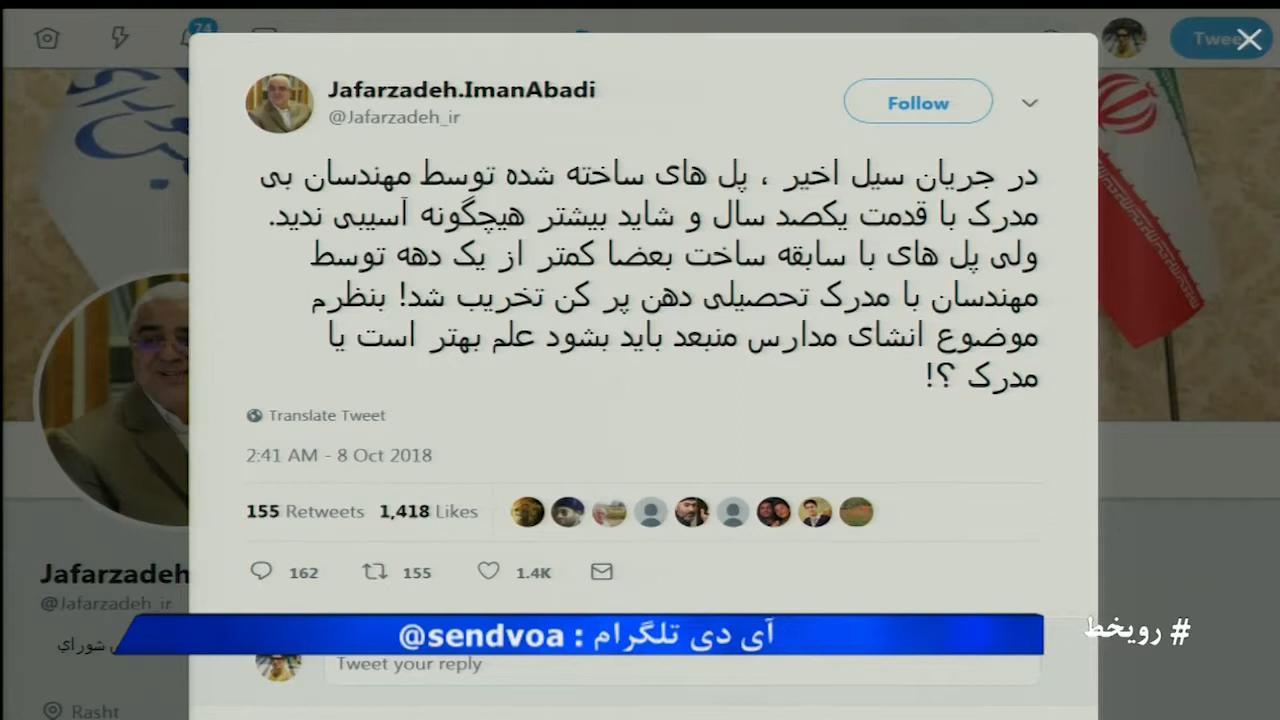 74
Tweet
Jafarzadeh.ImanAbadi
@Jafarzadeh_ir
Follow
در جریان سیل اخیر ، پل های ساخته شده توسط مهندسان بی
مدرک با قدمت یکصد سال و شاید بیشتر هیچگونه آسیبی ندید.
ولی پل های با سابقه ساخت بعضا کمتر از یک دهه توسط
مهندسان با مدرک تحصیلی دهن پر کن تخریب شد! بنظرم
موضوع انشای مدارس منبعد باید بشود علم بهتر است یا
مدرک ؟!
Translate Tweet
2:41 AM - 8 Oct 2018
155 Retweets 1,418 Likes
162 155 1.4K
Jafarzadeh
@Jafarzadeh_ir
شورای
آی دی تلگرام : @sendvoa
# رویخط
Tweet your reply
Rasht